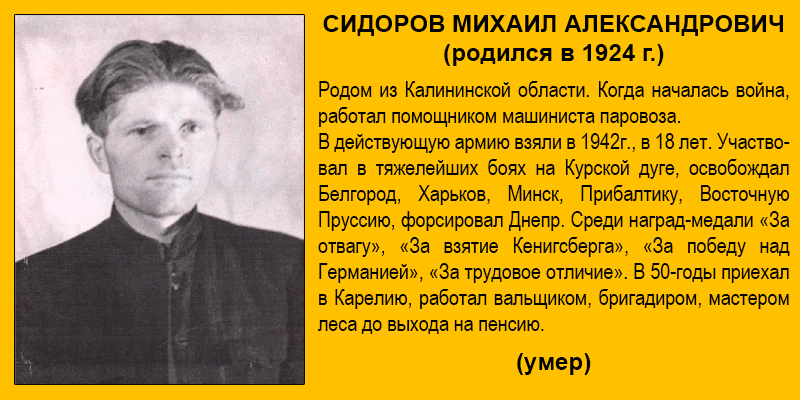 СИДОРОВ МИХАИЛ АЛЕКСАНДРОВИЧ
(родился в 1924 г.)
Родом из Калининской области. Когда началась война,
работал помощником машиниста паровоза.
В действующую армию взяли в 1942г., в 18 лет. Участво-
вал в тяжелейших боях на Курской дуге, освобождал
Белгород, Харьков, Минск, Прибалтику, Восточную
Пруссию, форсировал Днепр. Среди наград-медали «За
отвагу», «За взятие Кенигсберга», «За победу над
Германией», «За трудовое отличие». В 50-годы приехал
в Карелию, работал вальщиком, бригадиром, мастером
леса до выхода на пенсию.
(умер)